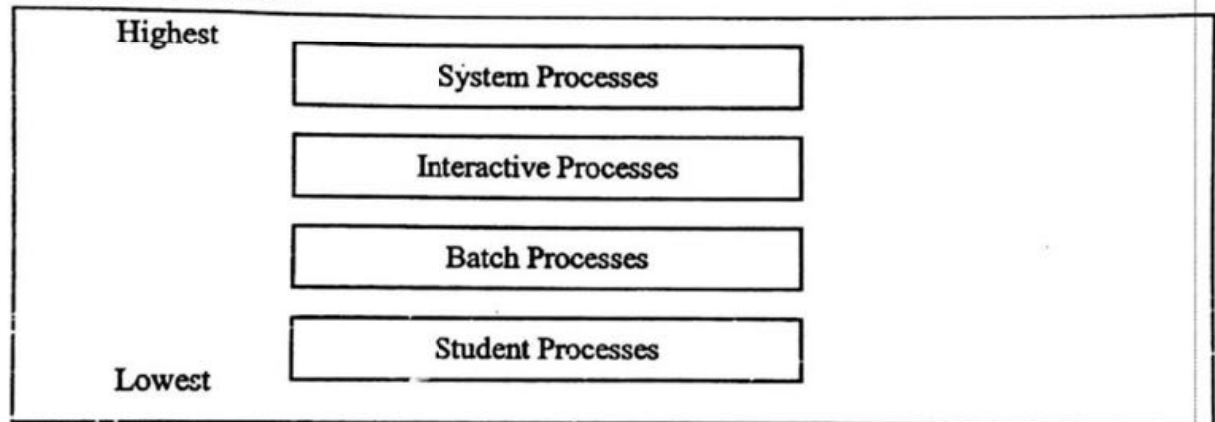 Highest
System Processes
Interactive Processes
Batch Processes
Student Processes
Lowest